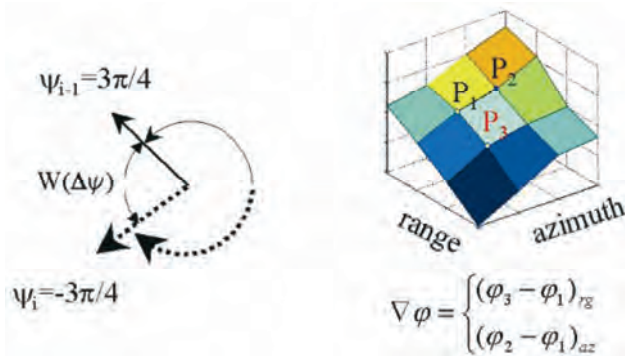 ψi-1=3π/4
W(Δψ)
ψi=-3π/4
P1
P2
P3
range
azimuth
∇φ = {(φ3 − φ1)rg
(φ2 − φ1)az